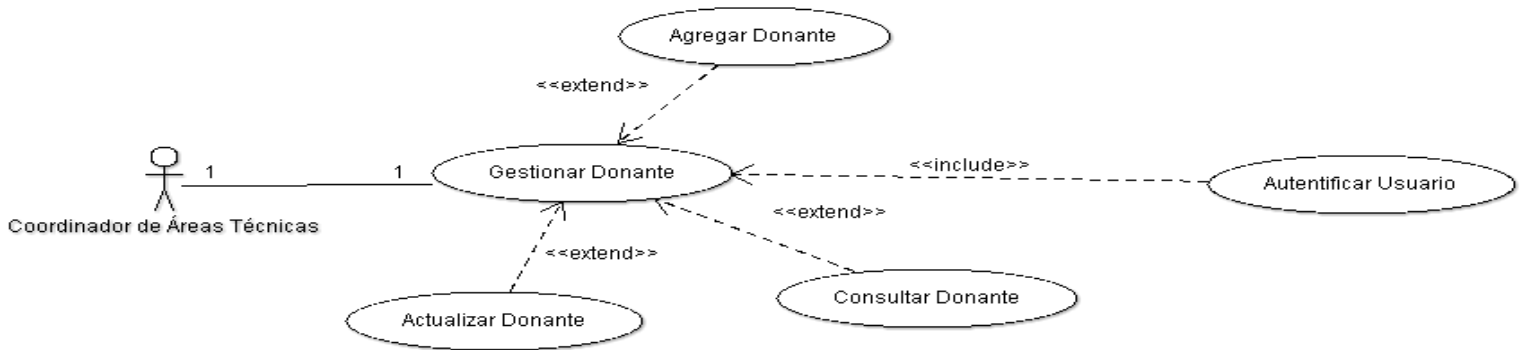 Agregar Donante
<<extend>>
1
1
Gestionar Donante
<<include>>
Autentificar Usuario
Coordinador de Áreas Técnicas
<<extend>>
<<extend>>
Consultar Donante
Actualizar Donante